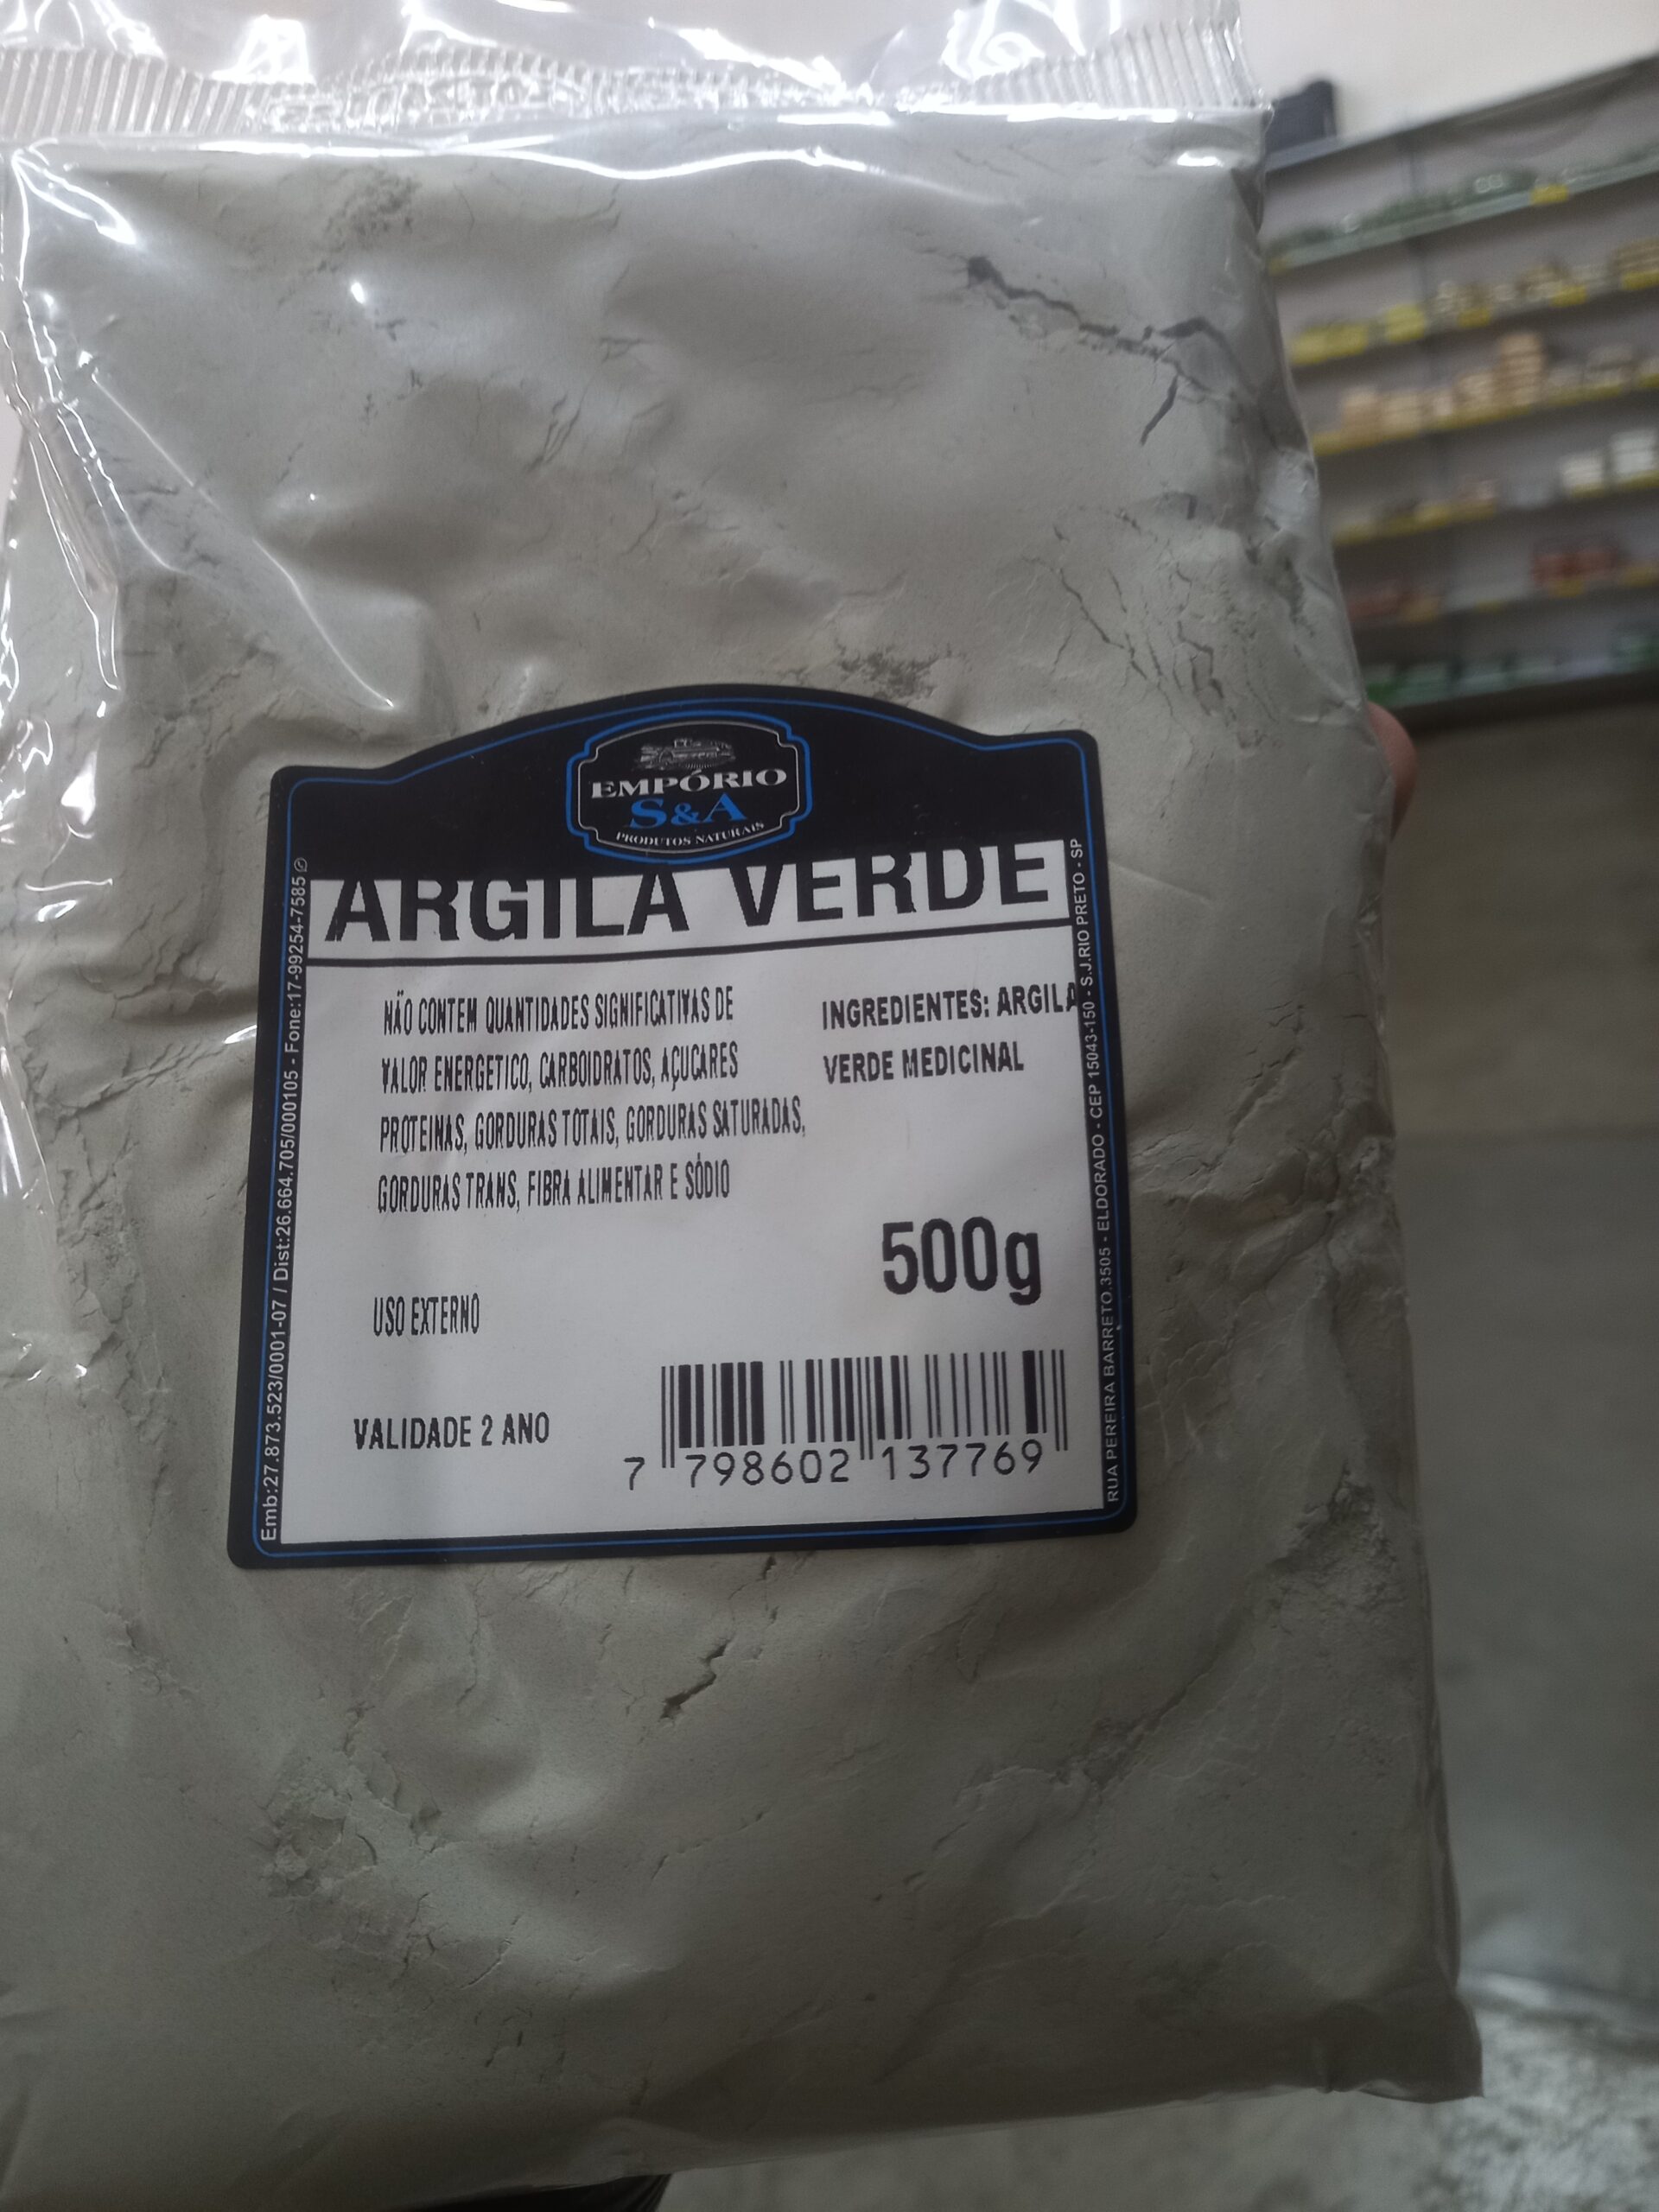 EMPÓRIO
S&A
PRODUTOS NATURAIS
ARGILA VERDE
NÃO CONTEM QUANTIDADES SIGNIFICATIVAS DE
VALOR ENERGETICO, CARBOIDRATOS, AÇUCARES
PROTEINAS, GORDURAS TOTAIS, GORDURAS SATURADAS,
GORDURAS TRANS, FIBRA ALIMENTAR E SÓDIO
INGREDIENTES: ARGILA
VERDE MEDICINAL
500g
USO EXTERNO
VALIDADE 2 ANO
7 798602 137769
Emb:27.873.523/0001-07 / Dist:26.664.705/000105 - Fone:17-99254-7585
RUA PEREIRA BARRETO,3505 - ELDORADO - CEP 15043-150 - S.J.RIO PRETO - SP